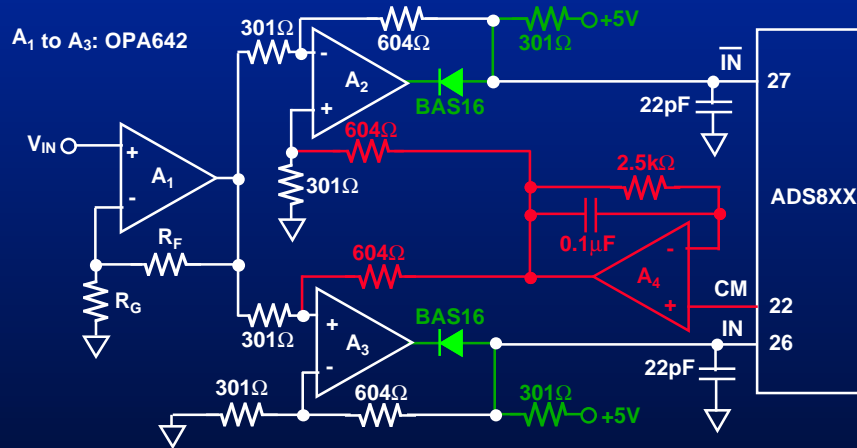 A1 to A3: OPA642
301Ω
604Ω
301Ω
+5V
-
A2
+
BAS16
IN
27
22pF
VIN
+
A1
-
604Ω
301Ω
2.5kΩ
0.1µF
ADS8XX
RF
RG
604Ω
-
A4
+
CM
22
301Ω
+
A3
-
BAS16
IN
26
22pF
301Ω
604Ω
301Ω
+5V